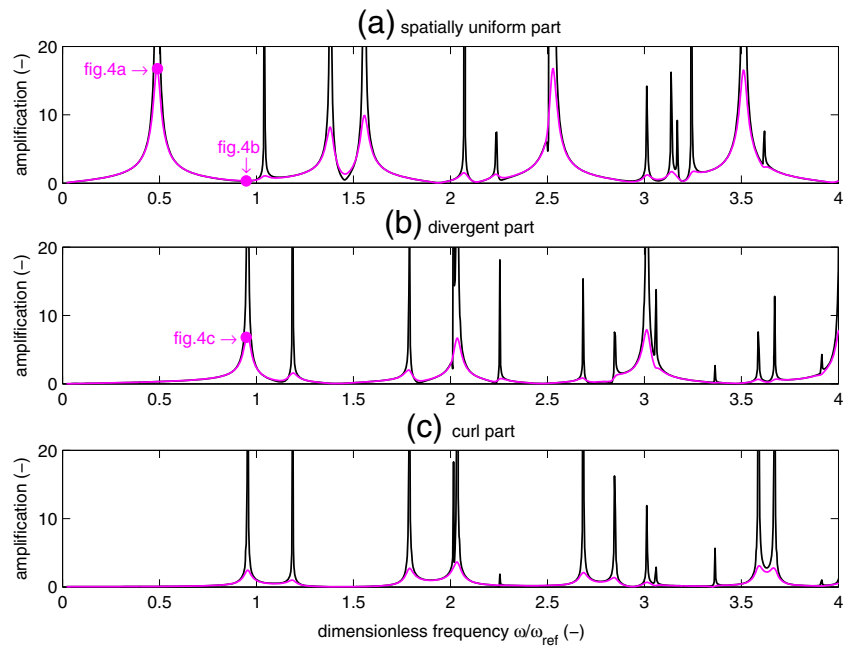 (a) spatially uniform part
20
10
0
amplification (−)
fig.4a →
fig.4b
↓
0 0.5 1 1.5 2 2.5 3 3.5 4
(b) divergent part
20
10
0
amplification (−)
fig.4c →
0 0.5 1 1.5 2 2.5 3 3.5 4
(c) curl part
20
10
0
amplification (−)
0 0.5 1 1.5 2 2.5 3 3.5 4
dimensionless frequency ω/ω_ref (−)